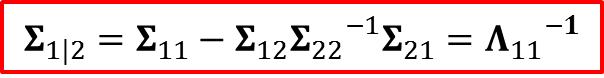 𝚺₁|₂ = 𝚺₁₁ − 𝚺₁₂𝚺₂₂⁻¹𝚺₂₁ = 𝚲₁₁⁻¹